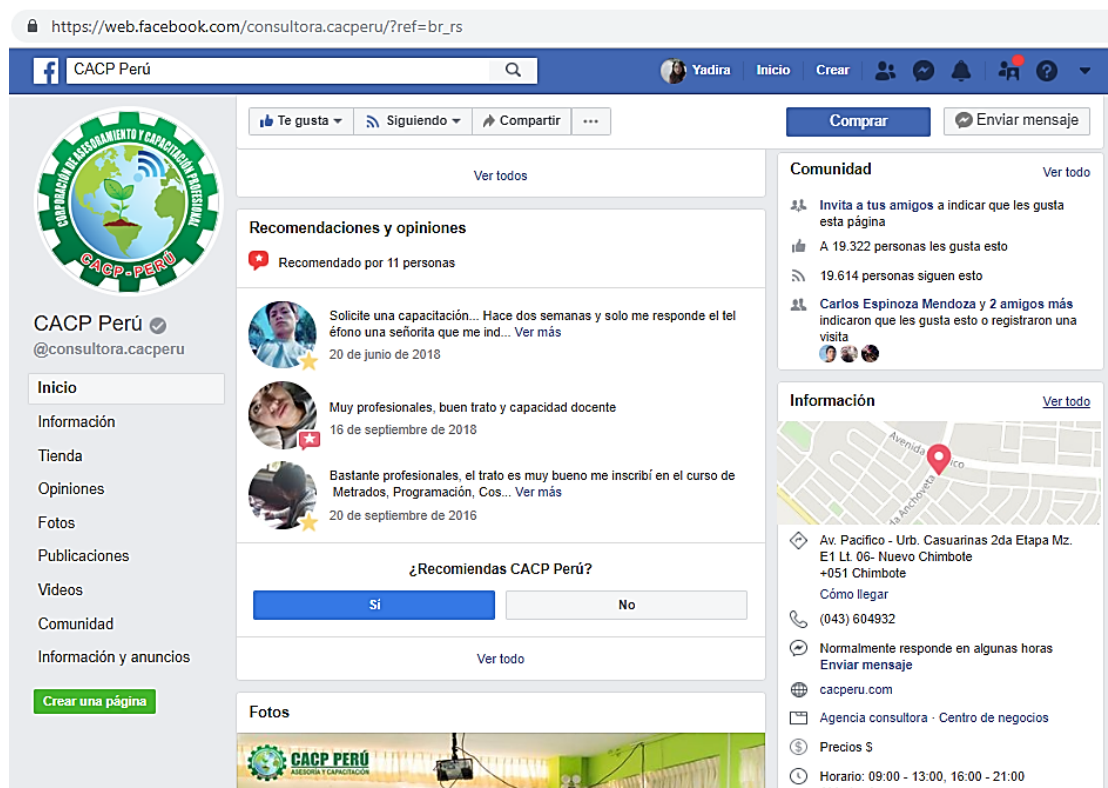 https://web.facebook.com/consultora.cacperu/?ref=br_rs
CACP Perú
Yadira
Inicio
Crear
CORPORACIÓN DE ASESORAMIENTO Y CAPACITACIÓN PROFESIONAL
CACP-PERÚ
CACP Perú
@consultora.cacperu
Inicio
Información
Tienda
Opiniones
Fotos
Publicaciones
Videos
Comunidad
Información y anuncios
Crear una página
Te gusta
Siguiendo
Compartir
Ver todos
Recomendaciones y opiniones
Recomendado por 11 personas
Solicite una capacitación... Hace dos semanas y solo me responde el tel
éfono una señorita que me ind... Ver más
20 de junio de 2018
Muy profesionales, buen trato y capacidad docente
16 de septiembre de 2018
Bastante profesionales, el trato es muy bueno me inscribí en el curso de
Metrados, Programación, Cos... Ver más
20 de septiembre de 2016
¿Recomiendas CACP Perú?
Sí
No
Ver todo
Fotos
CACP PERÚ
ASESORÍA Y CAPACITACIÓN
Comprar
Enviar mensaje
Comunidad
Ver todo
Invita a tus amigos a indicar que les gusta
esta página
A 19.322 personas les gusta esto
19.614 personas siguen esto
Carlos Espinoza Mendoza y 2 amigos más
indicaron que les gusta esto o registraron una
visita
Información
Ver todo
Avenida
Anchoveta
Av. Pacifico - Urb. Casuarinas 2da Etapa Mz.
E1 Lt. 06- Nuevo Chimbote
+051 Chimbote
Cómo llegar
(043) 604932
Normalmente responde en algunas horas
Enviar mensaje
cacperu.com
Agencia consultora · Centro de negocios
Precios $
Horario: 09:00 - 13:00, 16:00 - 21:00